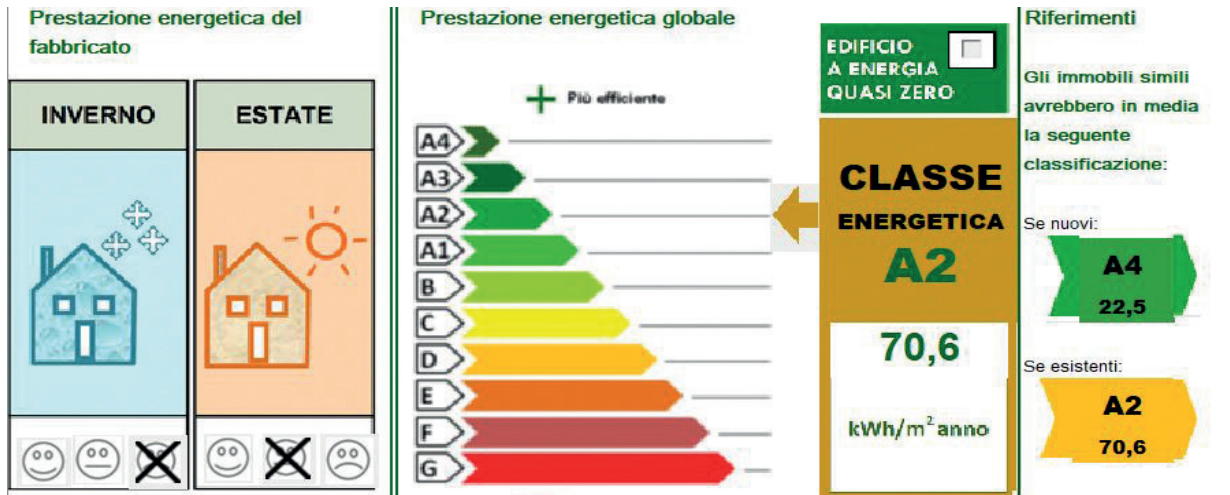 Prestazione energetica del
fabbricato
INVERNO
ESTATE
Prestazione energetica globale
Più efficiente
A4
A3
A2
A1
B
C
D
E
F
G
EDIFICIO
A ENERGIA
QUASI ZERO
CLASSE
ENERGETICA
A2
70,6
kWh/m² anno
Riferimenti
Gli immobili simili
avrebbero in media
la seguente
classificazione:
Se nuovi:
A4
22,5
Se esistenti:
A2
70,6